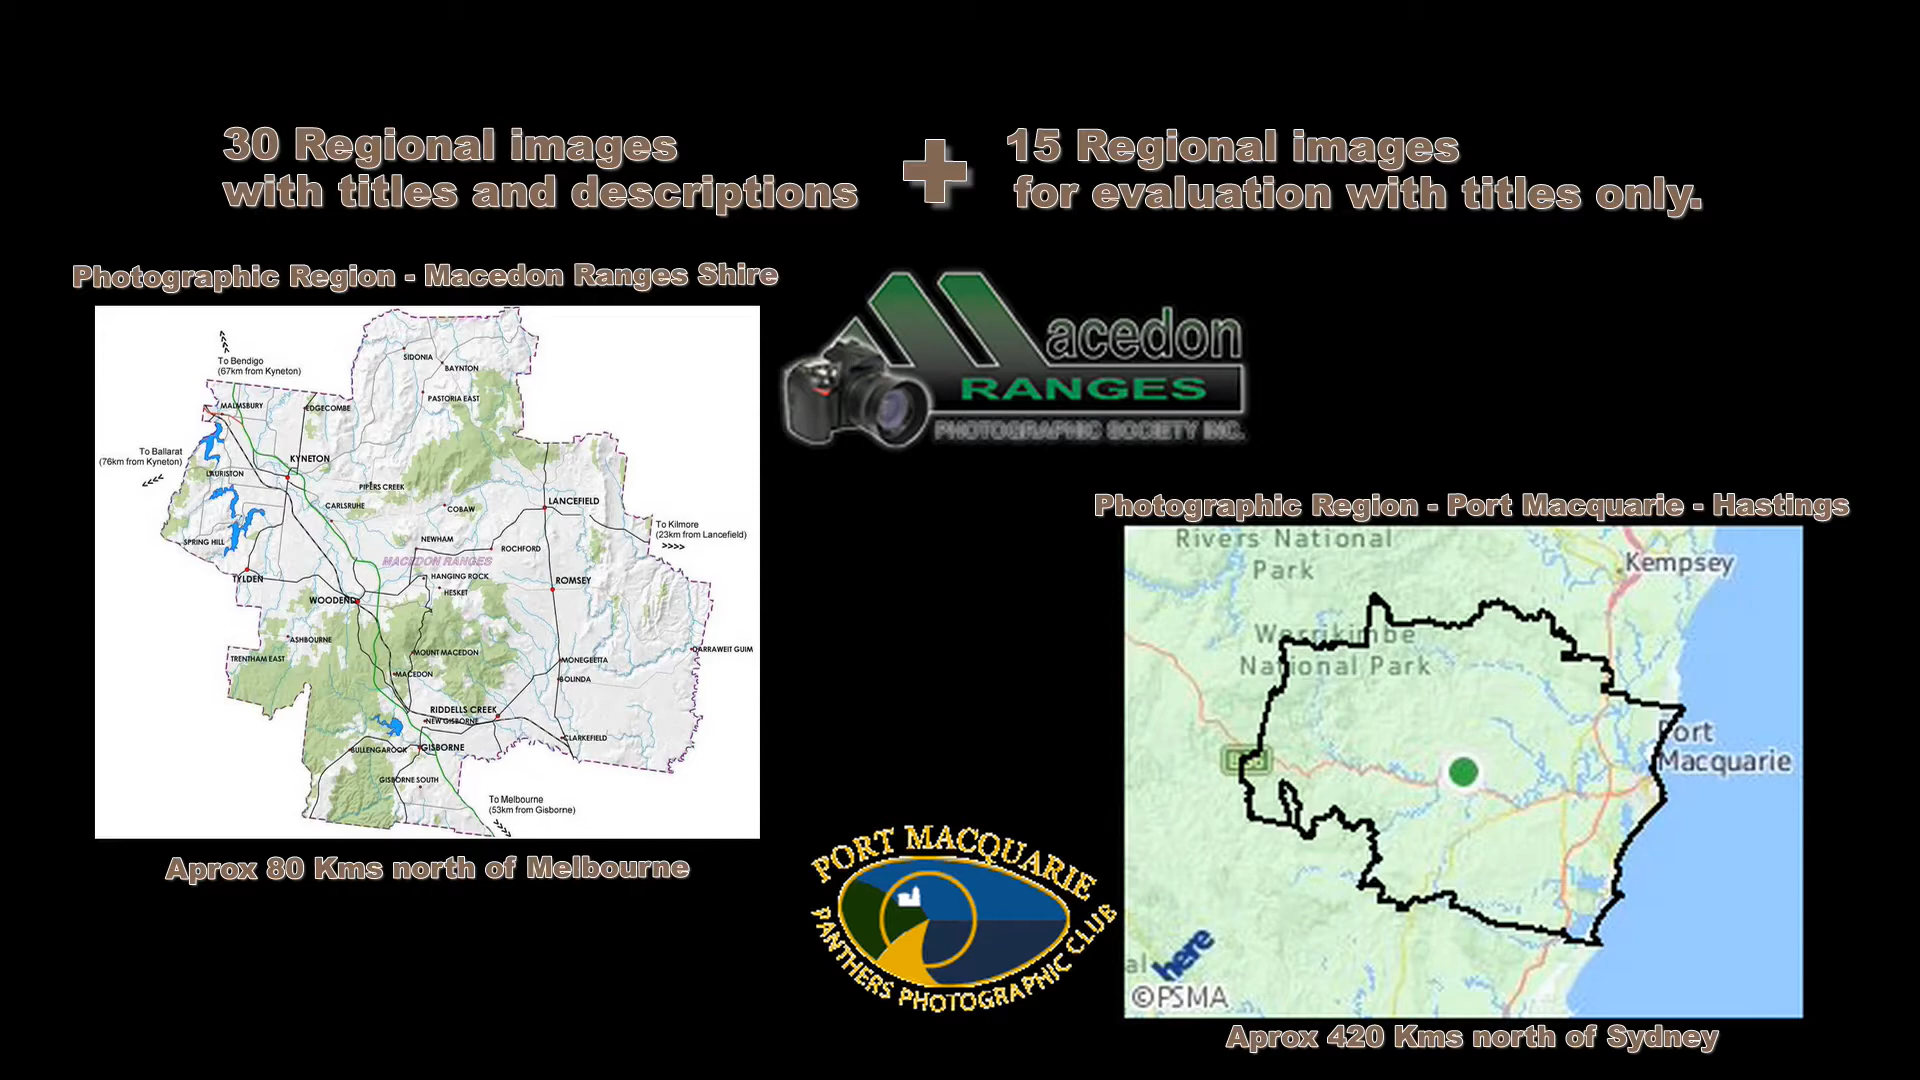 30 Regional images
with titles and descriptions
+
15 Regional images
for evaluation with titles only.
Photographic Region - Macedon Ranges Shire
To Bendigo
(67km from Kyneton)
SIDONIA
BAYNTON
PASTORIA EAST
MALMSBURY
EDGECOMBE
To Ballarat
(76km from Kyneton)
KYNETON
LAURISTON
PIPERS CREEK
CARLSRUHE
COBAW
LANCEFIELD
To Kilmore
(23km from Lancefield)
>>>>
SPRING HILL
NEWHAM
ROCHFORD
MACEDON RANGES
TYLDEN
HANGING ROCK
HESKET
ROMSEY
WOODEND
ASHBOURNE
TRENTHAM EAST
MOUNT MACEDON
MONEGEETTA
DARRAWEIT GUIM
MACEDON
BOLINDA
RIDDELLS CREEK
NEW GISBORNE
CLARKEFIELD
BULLENGAROOK
GISBORNE
GISBORNE SOUTH
To Melbourne
(53km from Gisborne)
Aprox 80 Kms north of Melbourne
Macedon
RANGES
PHOTOGRAPHIC SOCIETY INC.
PORT MACQUARIE
PANTHERS PHOTOGRAPHIC CLUB
Photographic Region - Port Macquarie - Hastings
Rivers National
Park
Kempsey
Werrikimbe
National Park
Port
Macquarie
al
here
©PSMA
Aprox 420 Kms north of Sydney